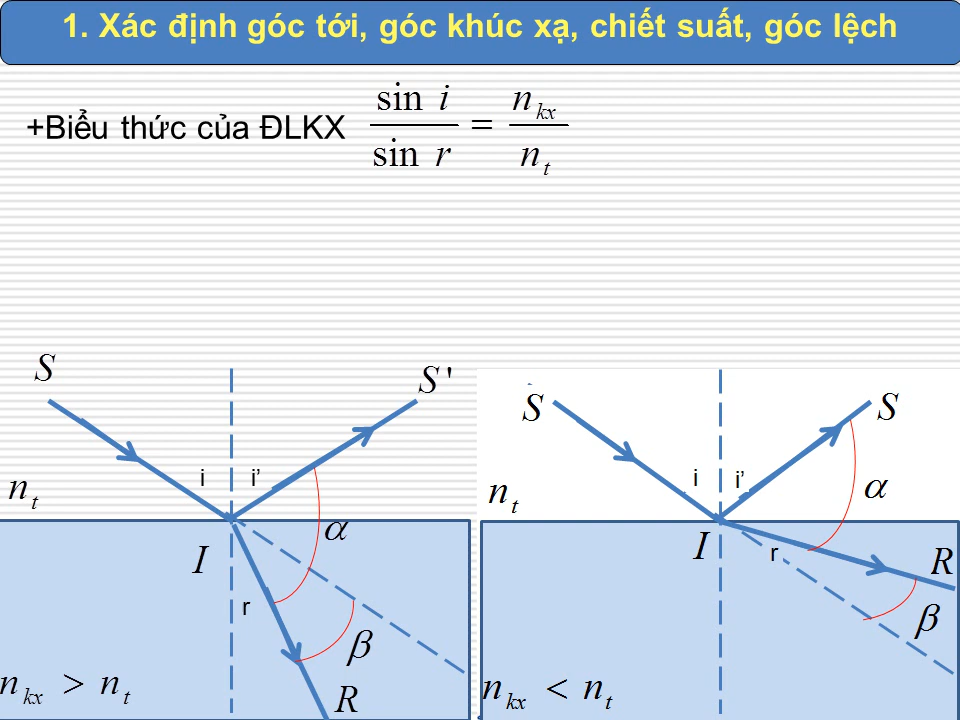 1. Xác định góc tới, góc khúc xạ, chiết suất, góc lệch
+Biểu thức của ĐLKX sin i / sin r = n_kx / n_t
S S'
i i’
n_t
I α
r
β
n_kx > n_t R
S S
i i’
n_t α
I r R
β
n_kx < n_t